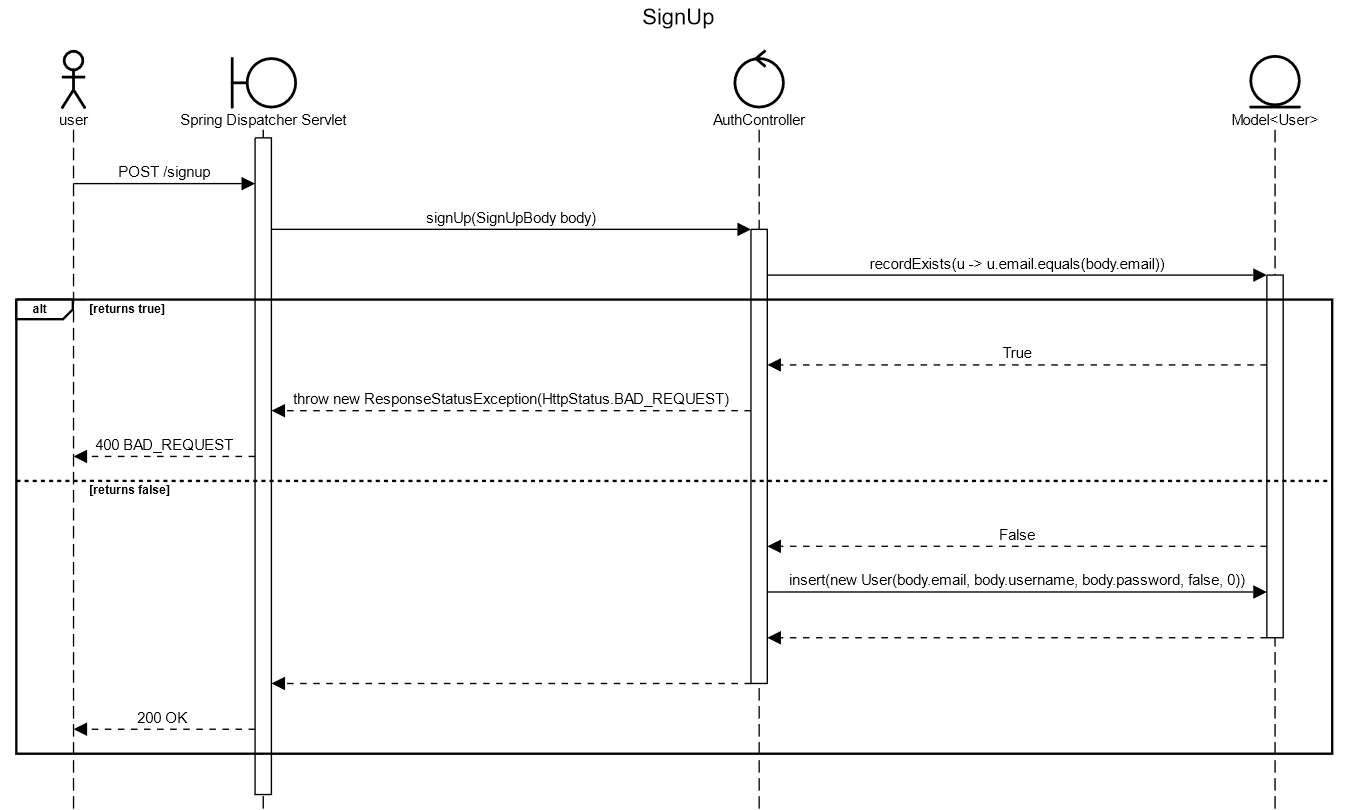 SignUp
user
Spring Dispatcher Servlet
AuthController
Model<User>
POST /signup
signUp(SignUpBody body)
recordExists(u -> u.email.equals(body.email))
alt
[returns true]
True
throw new ResponseStatusException(HttpStatus.BAD_REQUEST)
400 BAD_REQUEST
[returns false]
False
insert(new User(body.email, body.username, body.password, false, 0))
200 OK